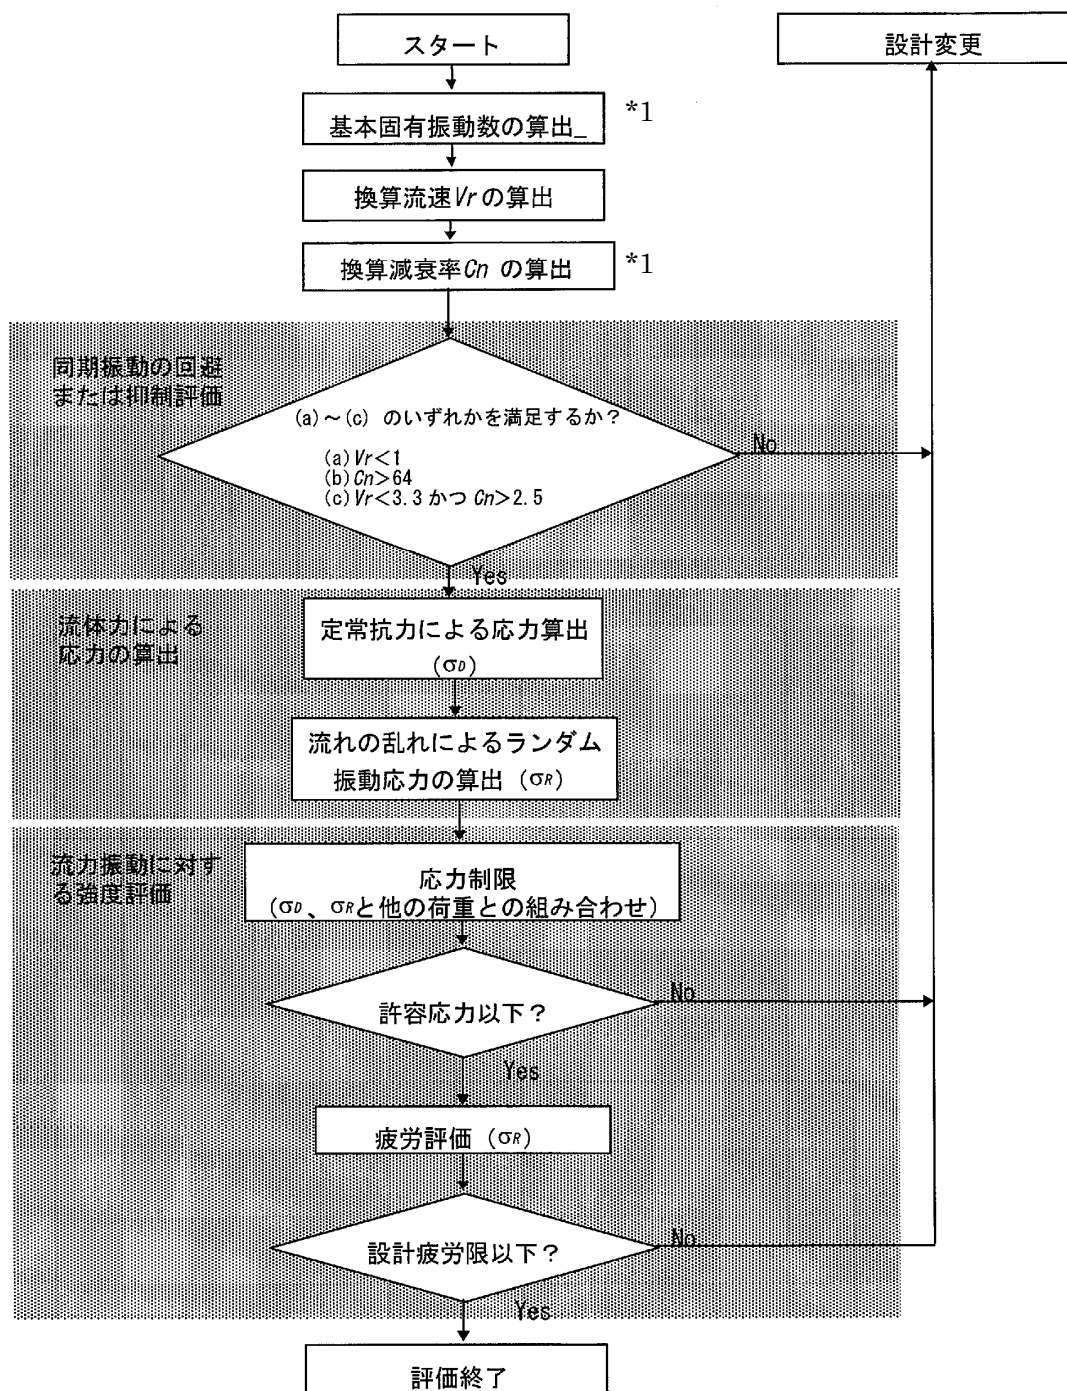 スタート
設計変更
基本固有振動数の算出_
*1
換算流速Vrの算出
換算減衰率Cn の算出
*1
同期振動の回避
または抑制評価
(a)～(c) のいずれかを満足するか？
(a)Vr＜1
(b)Cn＞64
(c)Vr＜3.3かつ Cn＞2.5
No
Yes
流体力による
応力の算出
定常抗力による応力算出
(σD)
流れの乱れによるランダム
振動応力の算出 (σR)
流力振動に対す
る強度評価
応力制限
(σD、σRと他の荷重との組み合わせ)
許容応力以下？
No
Yes
疲労評価 (σR)
設計疲労限以下？
No
Yes
評価終了